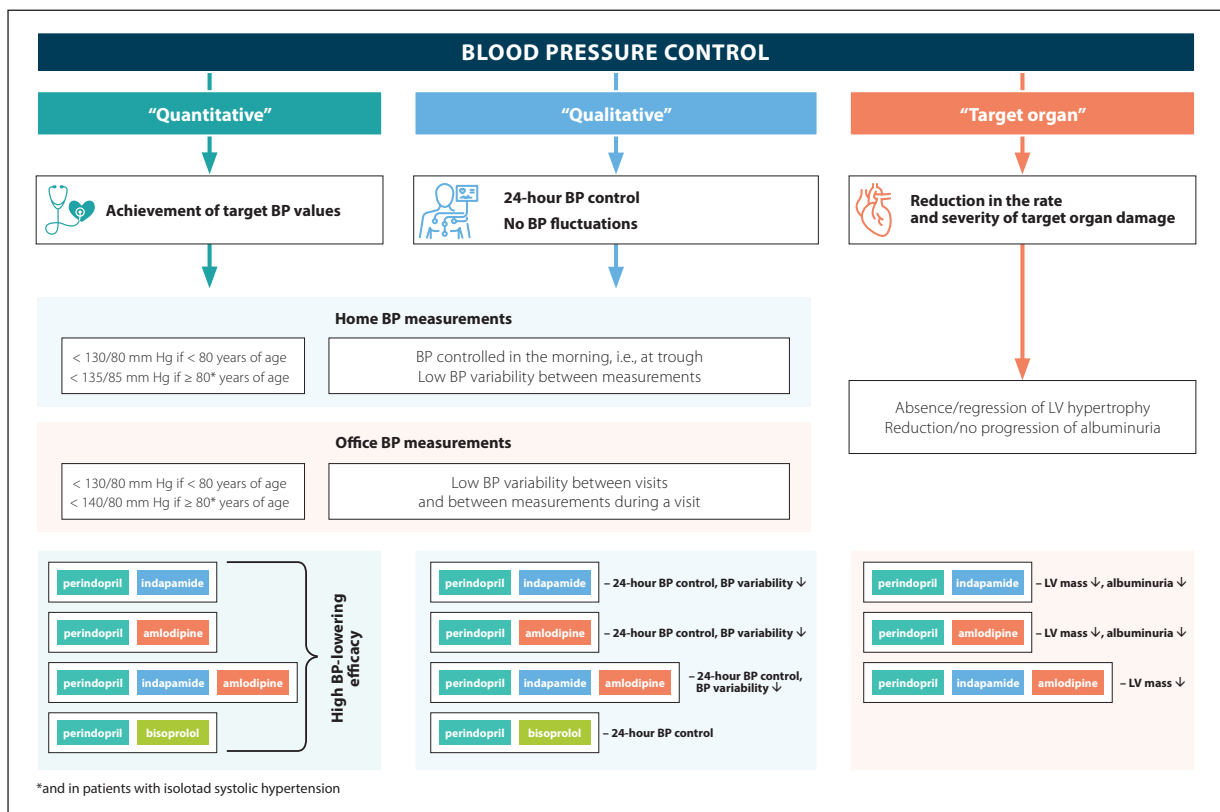 BLOOD PRESSURE CONTROL
“Quantitative”
“Qualitative”
“Target organ”
Achievement of target BP values
24-hour BP control
No BP fluctuations
Reduction in the rate
and severity of target organ damage
Home BP measurements
< 130/80 mm Hg if < 80 years of age
< 135/85 mm Hg if ≥ 80* years of age
BP controlled in the morning, i.e., at trough
Low BP variability between measurements
Absence/regression of LV hypertrophy
Reduction/no progression of albuminuria
Office BP measurements
< 130/80 mm Hg if < 80 years of age
< 140/80 mm Hg if ≥ 80* years of age
Low BP variability between visits
and between measurements during a visit
perindopril indapamide
perindopril amlodipine
perindopril indapamide amlodipine
perindopril bisoprolol
High BP-lowering
efficacy
perindopril indapamide – 24-hour BP control, BP variability ↓
perindopril amlodipine – 24-hour BP control, BP variability ↓
perindopril indapamide amlodipine – 24-hour BP control,
BP variability ↓
perindopril bisoprolol – 24-hour BP control
perindopril indapamide – LV mass ↓, albuminuria ↓
perindopril amlodipine – LV mass ↓, albuminuria ↓
perindopril indapamide amlodipine – LV mass ↓
*and in patients with isolotad systolic hypertension